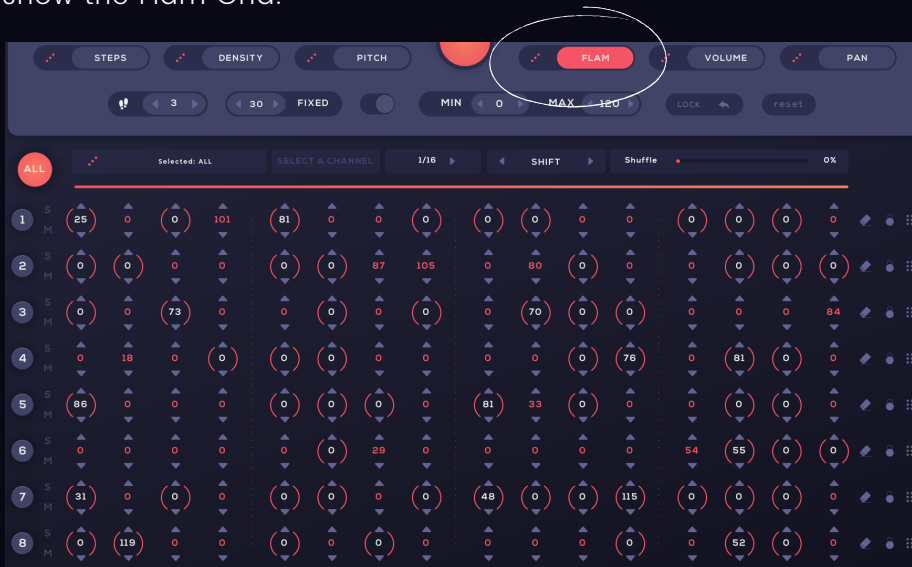 show the Flam Grid.
STEPS DENSITY PITCH FLAM VOLUME PAN
3 30 FIXED MIN 0 MAX 120 LOCK reset
ALL Selected: ALL SELECT A CHANNEL 1/16 SHIFT Shuffle 0%
1 S M 25 0 0 101 81 0 0 0 0 0 0 0 0 0 0 0
2 S M 0 0 0 0 0 0 87 105 0 80 0 0 0 0 0 0
3 S M 0 0 73 0 0 0 0 0 0 70 0 0 0 0 0 84
4 S M 0 18 0 0 0 0 0 0 0 0 0 76 0 81 0 0
5 S M 86 0 0 0 0 0 0 0 81 33 0 0 0 0 0 0
6 S M 0 0 0 0 0 0 29 0 0 0 0 0 54 55 0 0
7 S M 31 0 0 0 0 0 0 0 48 0 0 115 0 0 0 0
8 S M 0 119 0 0 0 0 0 0 0 0 0 0 0 52 0 0